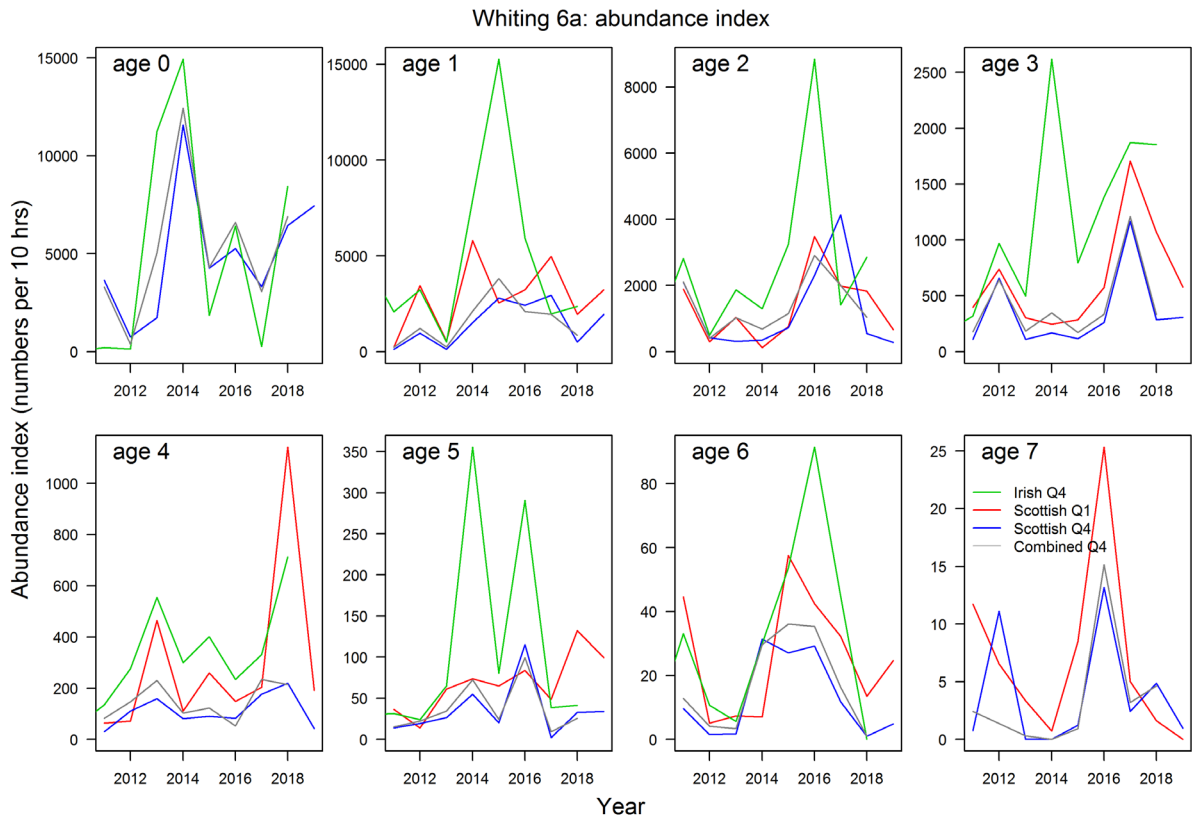 Whiting 6a: abundance index
Abundance index (numbers per 10 hrs)
age 0
15000
10000
5000
0
2012 2014 2016 2018
age 1
15000
10000
5000
0
2012 2014 2016 2018
age 2
8000
6000
4000
2000
0
2012 2014 2016 2018
age 3
2500
2000
1500
1000
500
0
2012 2014 2016 2018
age 4
1000
800
600
400
200
0
2012 2014 2016 2018
age 5
350
300
250
200
150
100
50
0
2012 2014 2016 2018
age 6
80
60
40
20
0
2012 2014 2016 2018
age 7
25
20
15
10
5
0
Irish Q4
Scottish Q1
Scottish Q4
Combined Q4
2012 2014 2016 2018
Year